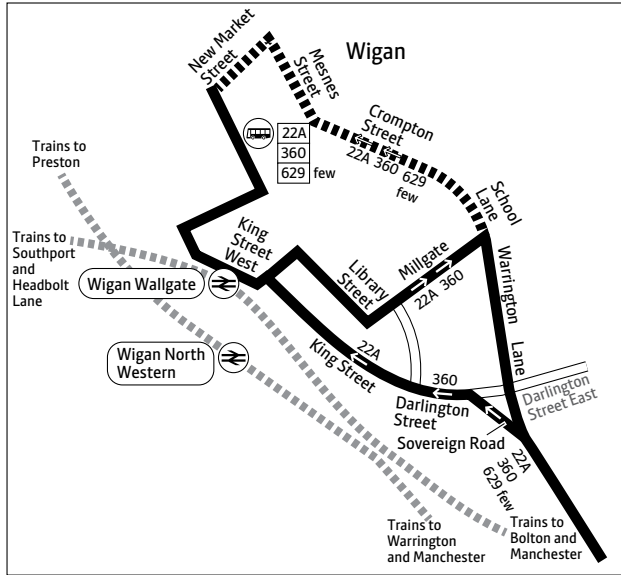 New Market
Street
Mesnes
Street
Wigan
Crompton
Street
22A 360 629
few
School
Lane
22A
360
629 few
Trains to
Preston
Trains to
Southport
and
Headbolt
Lane
King
Street
West
Wigan Wallgate
Library
Street
Millgate
22A 360
Warrington
Lane
Wigan North
Western
22A
King Street
360
Darlington
Street
Darlington
Street East
Sovereign Road
22A
360
629 few
Trains to
Warrington
and Manchester
Trains to
Bolton and
Manchester